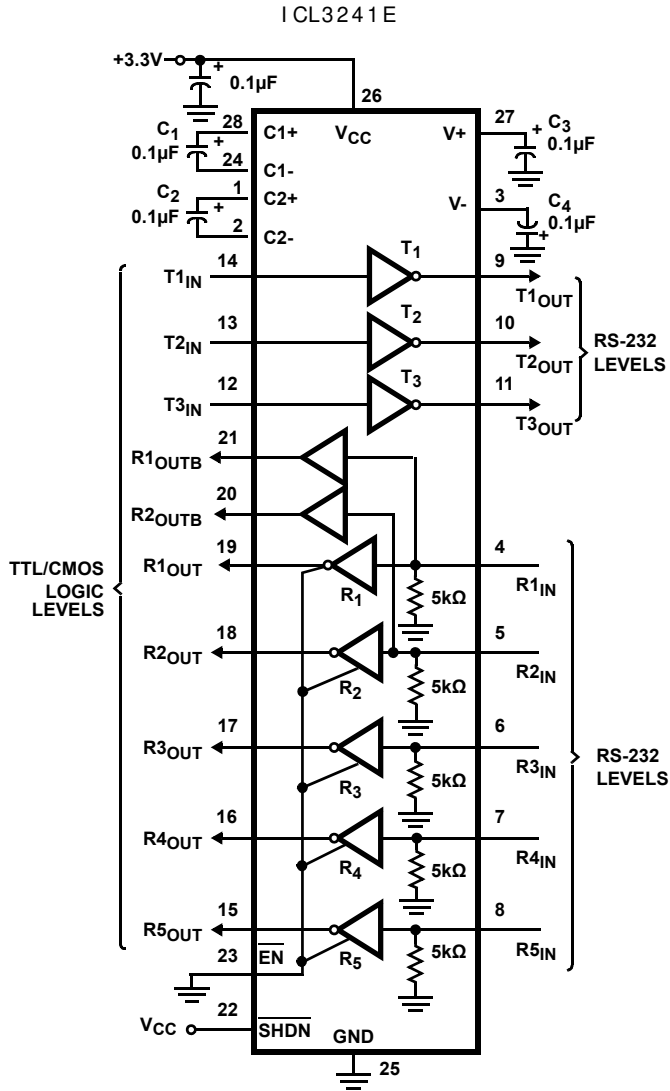 ICL3241E
+3.3V
+
0.1µF
26
28
C1+
VCC
V+
27
+
C3
0.1µF
C1
0.1µF
+
24
C1-
1
C2+
C2
0.1µF
+
2
C2-
V-
3
C4
0.1µF
+
T1IN
14
T1
9
T1OUT
T2IN
13
T2
10
T2OUT
RS-232
LEVELS
T3IN
12
T3
11
T3OUT
21
R1OUTB
20
R2OUTB
TTL/CMOS
LOGIC
LEVELS
19
R1OUT
R1
5kΩ
4
R1IN
18
R2OUT
R2
5kΩ
5
R2IN
17
R3OUT
R3
5kΩ
6
R3IN
RS-232
LEVELS
16
R4OUT
R4
5kΩ
7
R4IN
15
R5OUT
R5
5kΩ
8
R5IN
23
EN
22
VCC
SHDN
GND
25